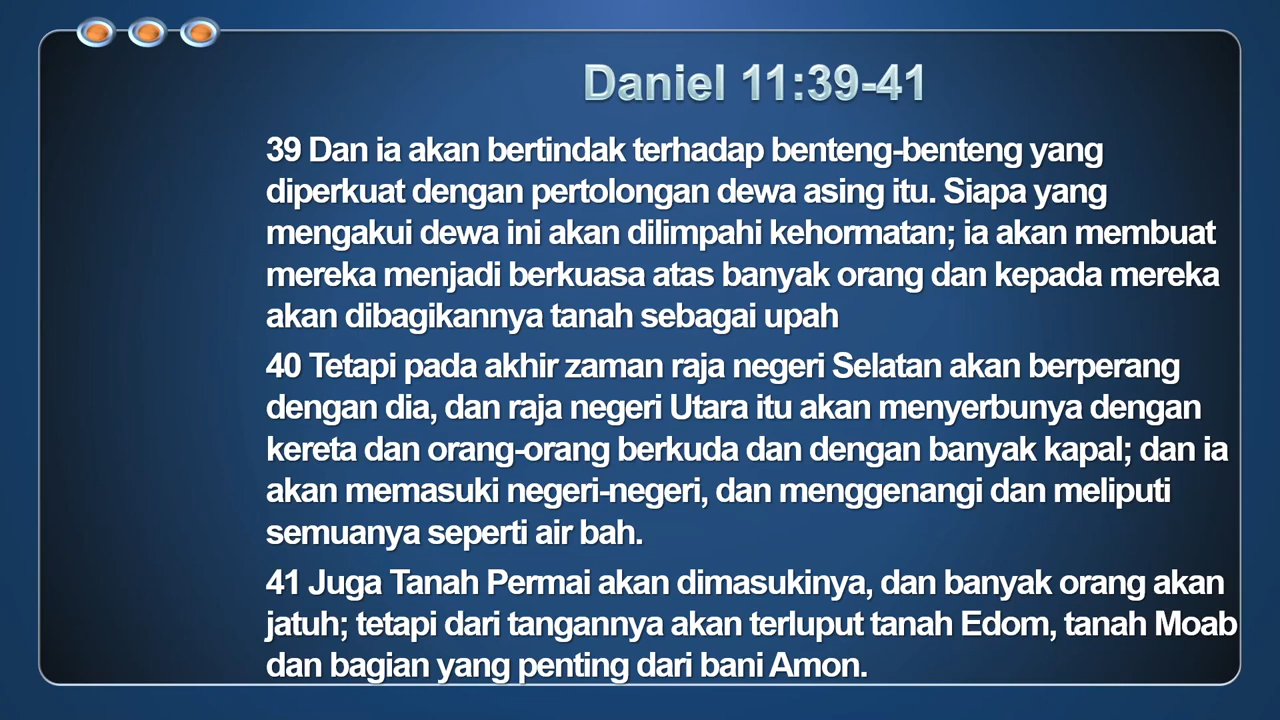 Daniel 11:39-41
39 Dan ia akan bertindak terhadap benteng-benteng yang
diperkuat dengan pertolongan dewa asing itu. Siapa yang
mengakui dewa ini akan dilimpahi kehormatan; ia akan membuat
mereka menjadi berkuasa atas banyak orang dan kepada mereka
akan dibagikannya tanah sebagai upah
40 Tetapi pada akhir zaman raja negeri Selatan akan berperang
dengan dia, dan raja negeri Utara itu akan menyerbunya dengan
kereta dan orang-orang berkuda dan dengan banyak kapal; dan ia
akan memasuki negeri-negeri, dan menggenangi dan meliputi
semuanya seperti air bah.
41 Juga Tanah Permai akan dimasukinya, dan banyak orang akan
jatuh; tetapi dari tangannya akan terluput tanah Edom, tanah Moab
dan bagian yang penting dari bani Amon.